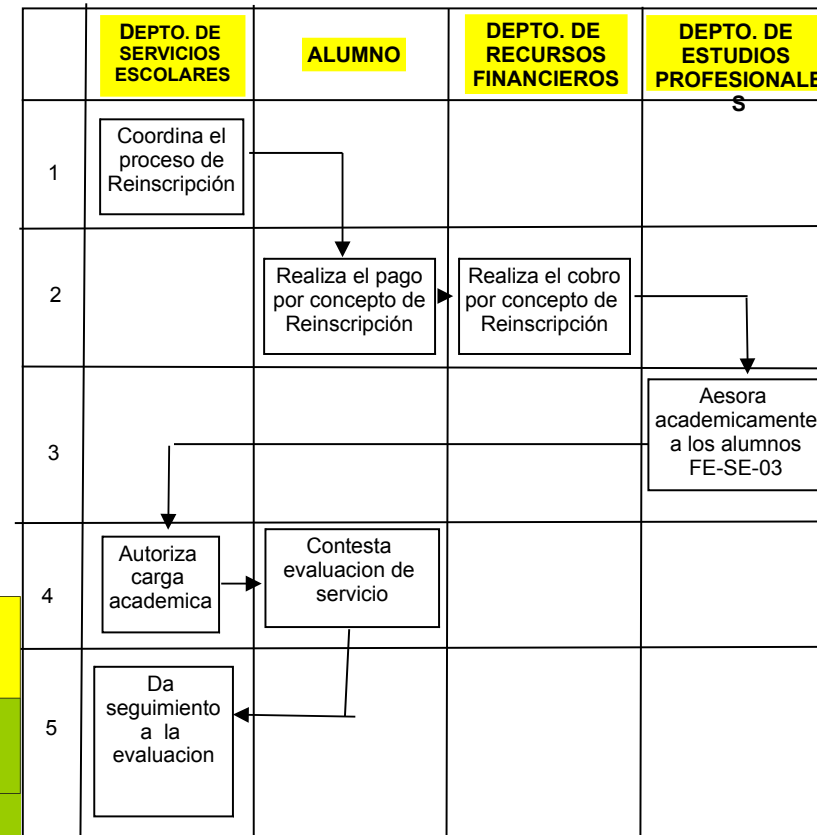 DEPTO. DE
SERVICIOS
ESCOLARES
ALUMNO
DEPTO. DE
RECURSOS
FINANCIEROS
DEPTO. DE
ESTUDIOS
PROFESIONALE
S
1
Coordina el
proceso de
Reinscripción
2
Realiza el pago
por concepto de
Reinscripción
Realiza el cobro
por concepto de
Reinscripción
3
Aesora
academicamente
a los alumnos
FE-SE-03
4
Autoriza
carga
academica
Contesta
evaluacion de
servicio
5
Da
seguimiento
a la
evaluacion